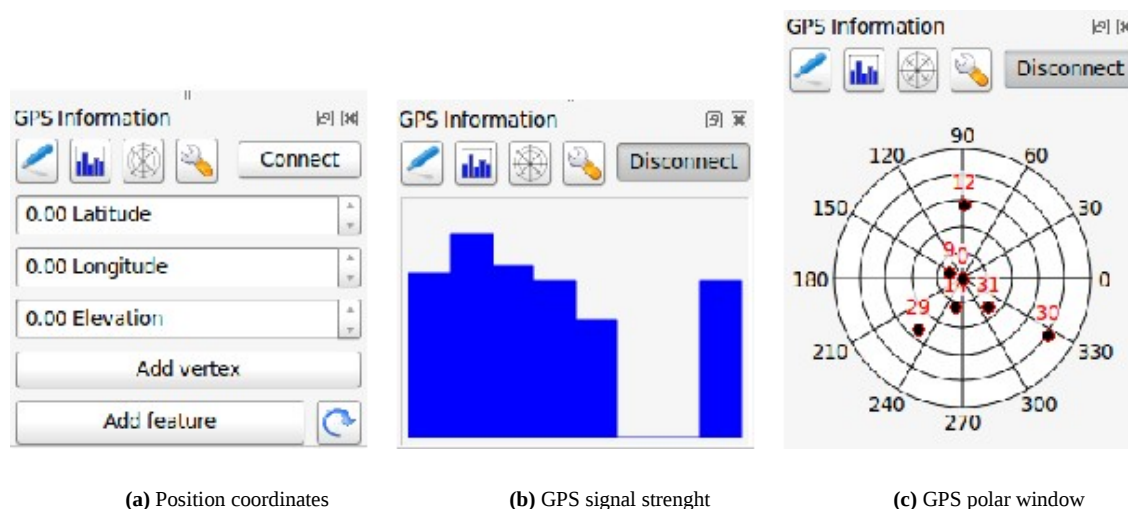 GPS Information
Connect
0.00 Latitude
0.00 Longitude
0.00 Elevation
Add vertex
Add feature
(a) Position coordinates
GPS Information
Disconnect
(b) GPS signal strenght
GPS Information
Disconnect
90
120
60
12
150
30
9
0
180
0
14
31
29
30
210
330
240
300
270
(c) GPS polar window